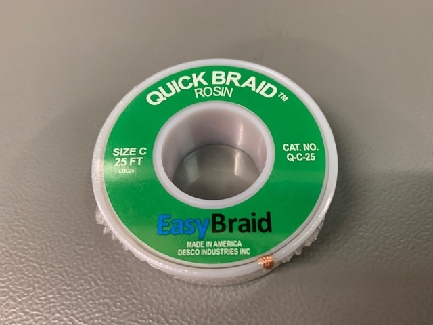 QUICK BRAID™
ROSIN
SIZE C
25 FT
CAT. NO.
Q-C-25
EasyBraid
MADE IN AMERICA
DESCO INDUSTRIES INC